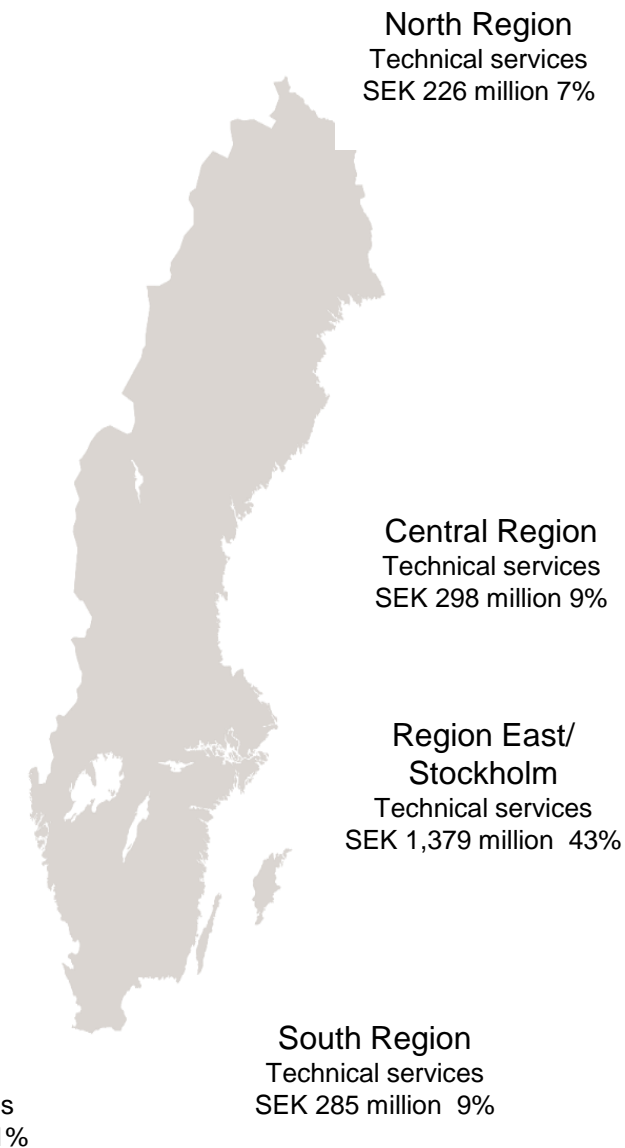 North Region
Technical services
SEK 226 million 7%
Central Region
Technical services
SEK 298 million 9%
Region East/
Stockholm
Technical services
SEK 1,379 million 43%
South Region
Technical services
SEK 285 million 9%